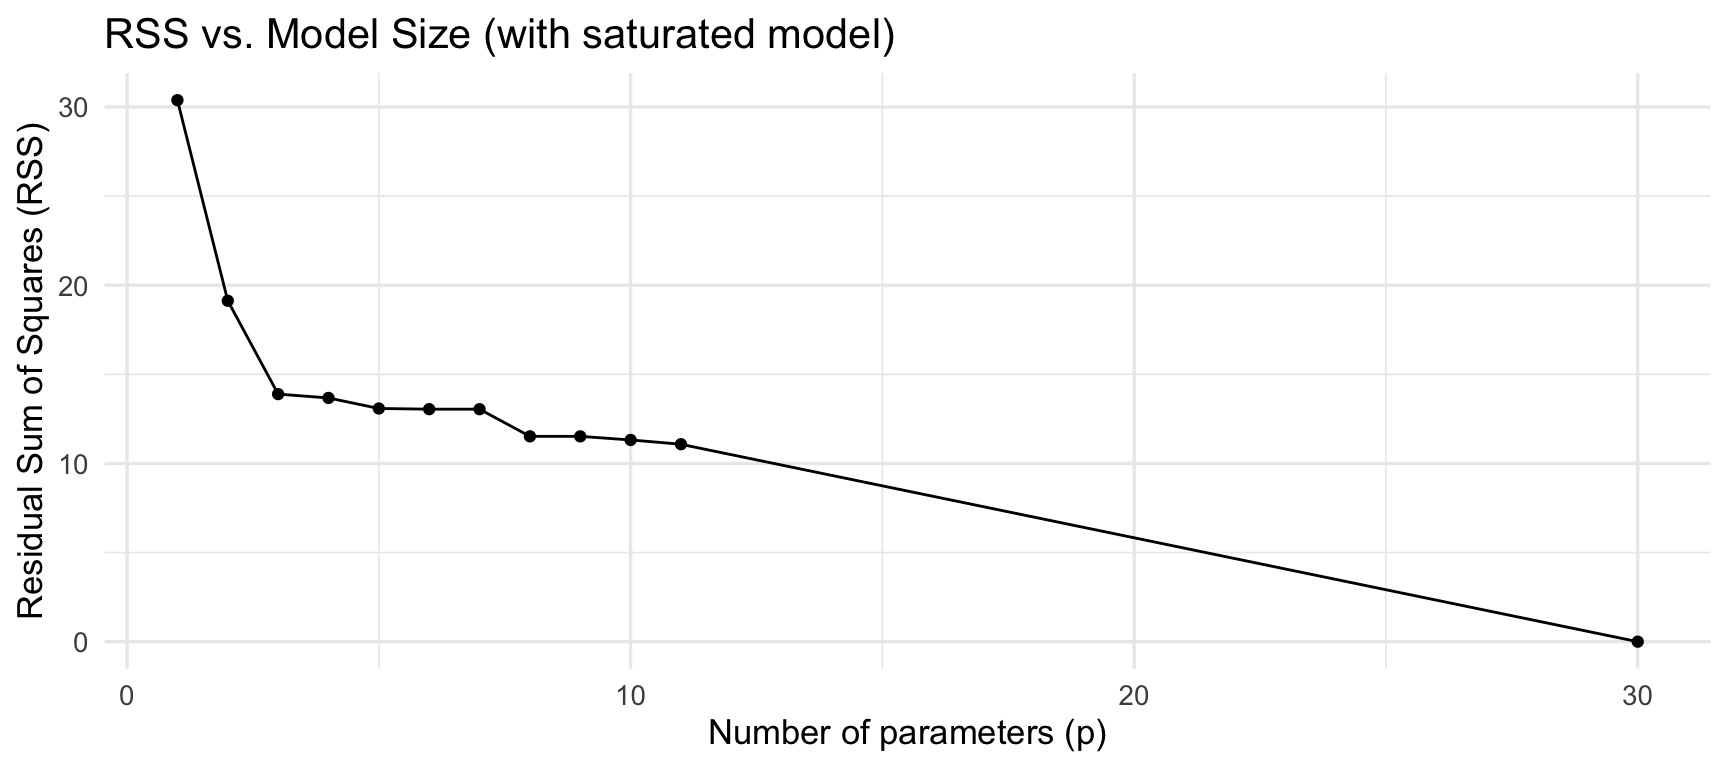 RSS vs. Model Size (with saturated model)
Residual Sum of Squares (RSS)
30
20
10
0
0 10 20 30
Number of parameters (p)